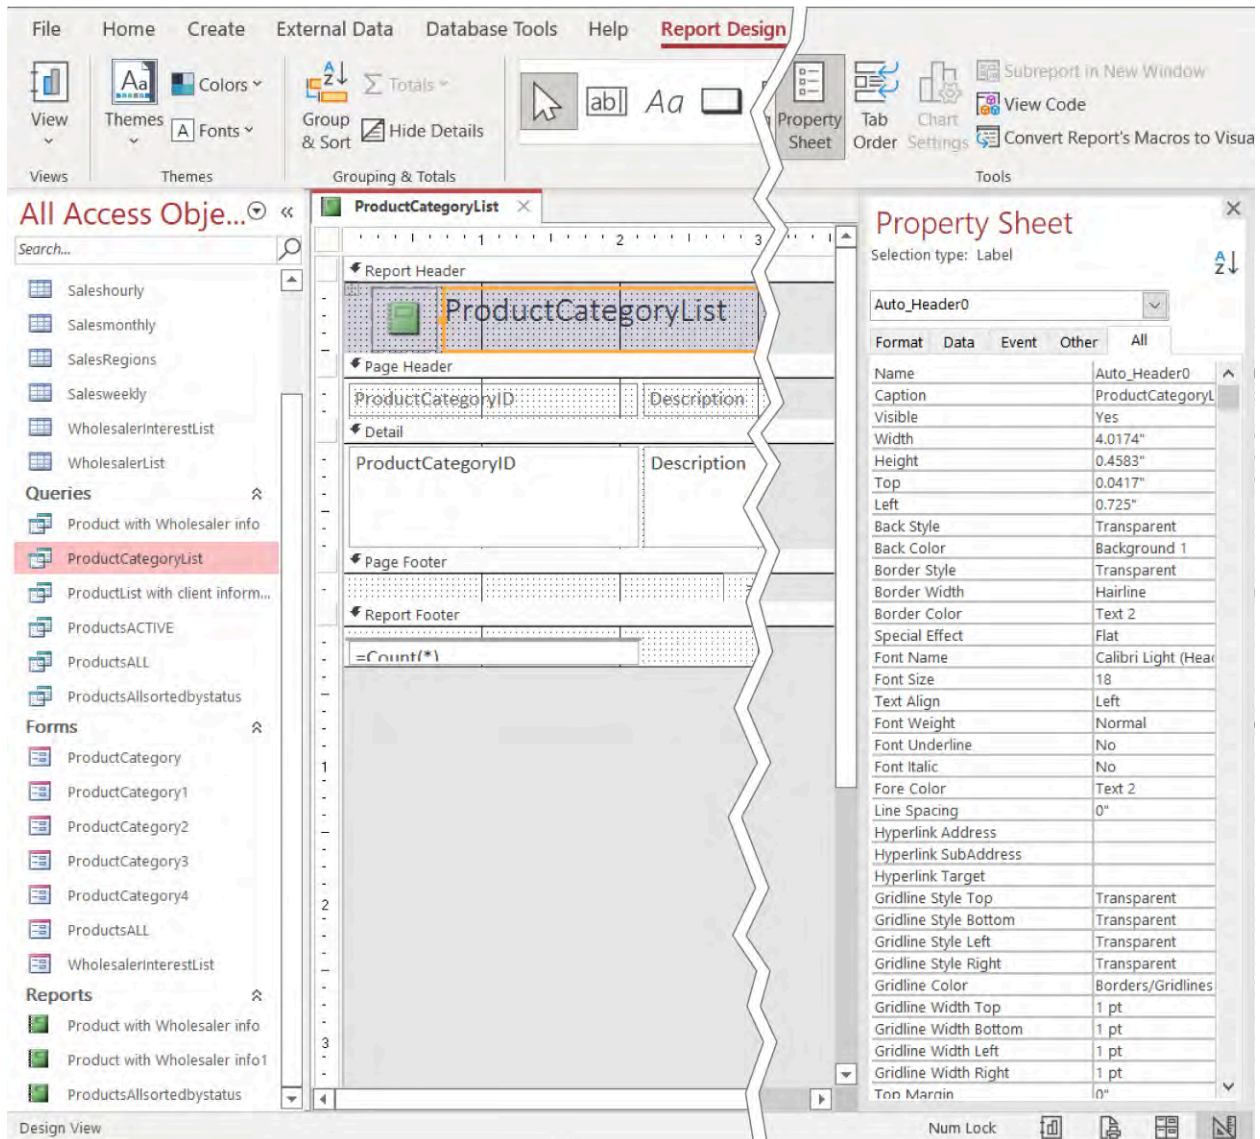 File Home Create External Data Database Tools Help Report Design
View
Views
Aa
Themes
Colors
A Fonts
Themes
Group & Sort
Totals
Hide Details
Grouping & Totals
ab Aa
Property Sheet
Tab Order
Chart Settings
Subreport in New Window
View Code
Convert Report's Macros to Visua
Tools
All Access Obje...
Search...
Saleshourly
Salesmonthly
SalesRegions
Salesweekly
WholesalerInterestList
WholesalerList
Queries
Product with Wholesaler info
ProductCategoryList
ProductList with client inform...
ProductsACTIVE
ProductsALL
ProductsAllsortedbystatus
Forms
ProductCategory
ProductCategory1
ProductCategory2
ProductCategory3
ProductCategory4
ProductsALL
WholesalerInterestList
Reports
Product with Wholesaler info
Product with Wholesaler info1
ProductsAllsortedbystatus
ProductCategoryList
1 2 3
Report Header
ProductCategoryList
Page Header
ProductCategoryID Description
Detail
ProductCategoryID Description
Page Footer
Report Footer
=Count(*)
1
2
3
Property Sheet
Selection type: Label
AZ
Auto_Header0
Format Data Event Other All
Name Auto_Header0
Caption ProductCategoryL
Visible Yes
Width 4.0174"
Height 0.4583"
Top 0.0417"
Left 0.725"
Back Style Transparent
Back Color Background 1
Border Style Transparent
Border Width Hairline
Border Color Text 2
Special Effect Flat
Font Name Calibri Light (Head
Font Size 18
Text Align Left
Font Weight Normal
Font Underline No
Font Italic No
Fore Color Text 2
Line Spacing 0"
Hyperlink Address
Hyperlink SubAddress
Hyperlink Target
Gridline Style Top Transparent
Gridline Style Bottom Transparent
Gridline Style Left Transparent
Gridline Style Right Transparent
Gridline Color Borders/Gridlines
Gridline Width Top 1 pt
Gridline Width Bottom 1 pt
Gridline Width Left 1 pt
Gridline Width Right 1 pt
Top Margin 0"
Design View
Num Lock